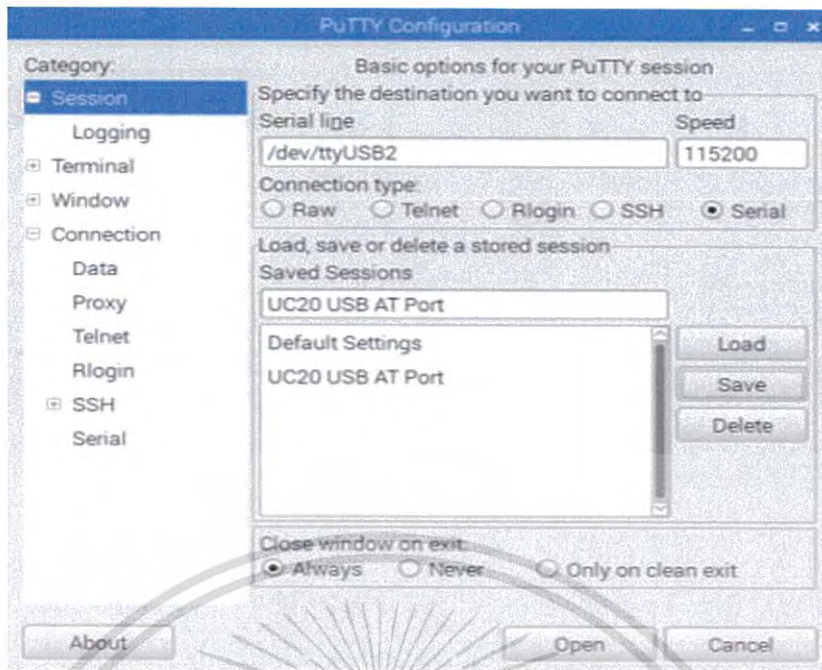 PuTTY Configuration
Category:
Session
Logging
Terminal
Window
Connection
Data
Proxy
Telnet
Rlogin
SSH
Serial
Basic options for your PuTTY session
Specify the destination you want to connect to
Serial line Speed
/dev/ttyUSB2 115200
Connection type:
Raw Telnet Rlogin SSH Serial
Load, save or delete a stored session
Saved Sessions
UC20 USB AT Port
Default Settings
UC20 USB AT Port
Load
Save
Delete
Close window on exit:
Always Never Only on clean exit
About Open Cancel